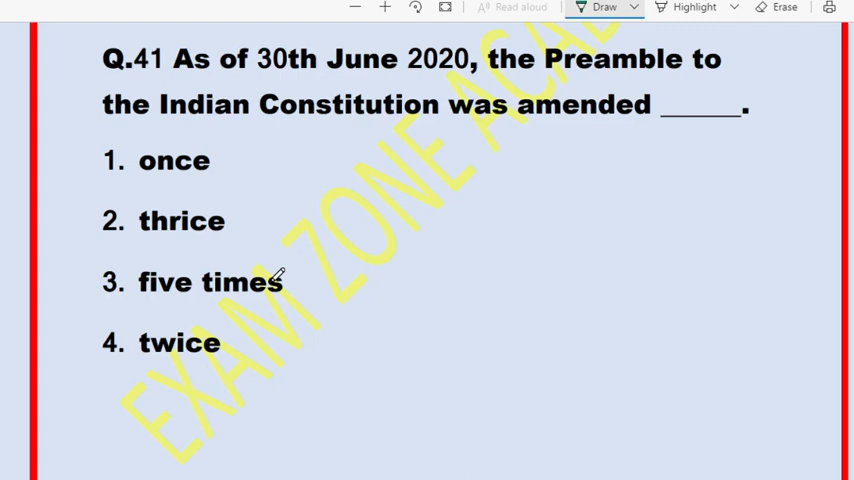 Read aloud Draw Highlight Erase
Q.41 As of 30th June 2020, the Preamble to
the Indian Constitution was amended ______.
1. once
2. thrice
3. five times
4. twice
EXAM ZONE ACA